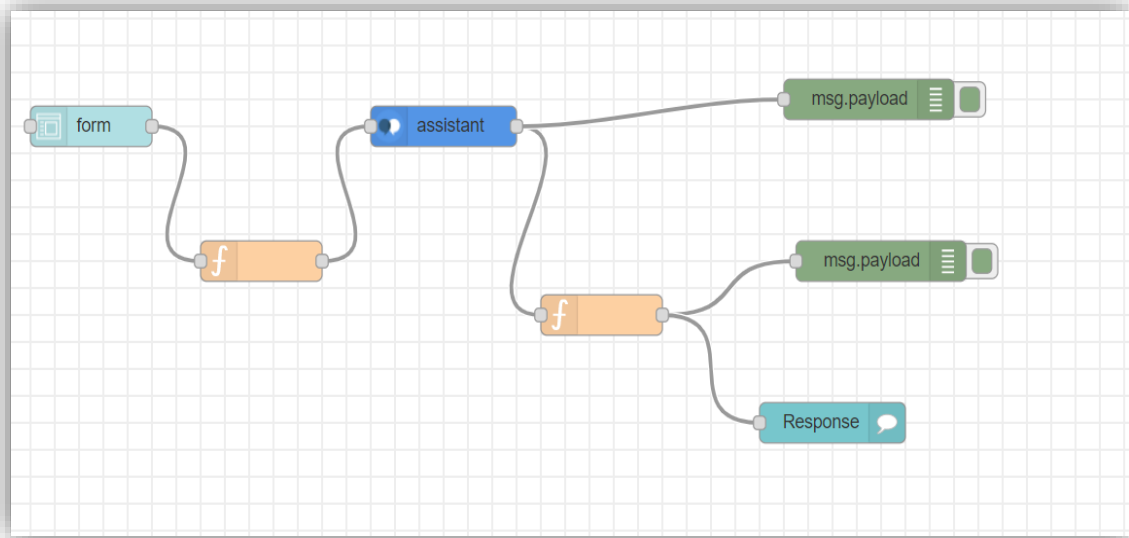 form
assistant
msg.payload
msg.payload
Response